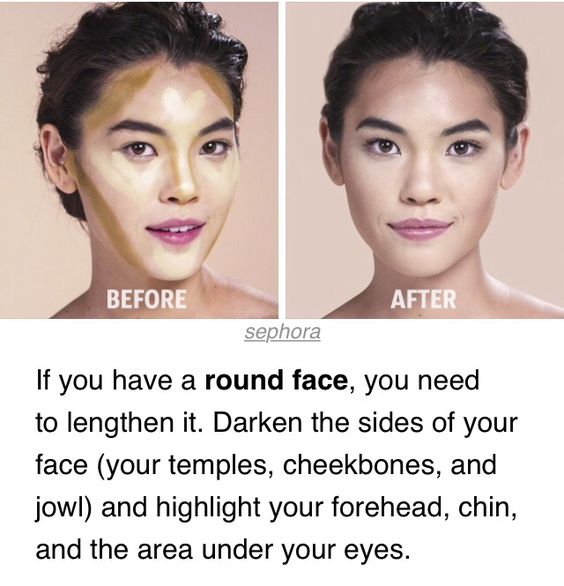 BEFORE
AFTER
sephora
If you have a round face, you need
to lengthen it. Darken the sides of your
face (your temples, cheekbones, and
jowl) and highlight your forehead, chin,
and the area under your eyes.